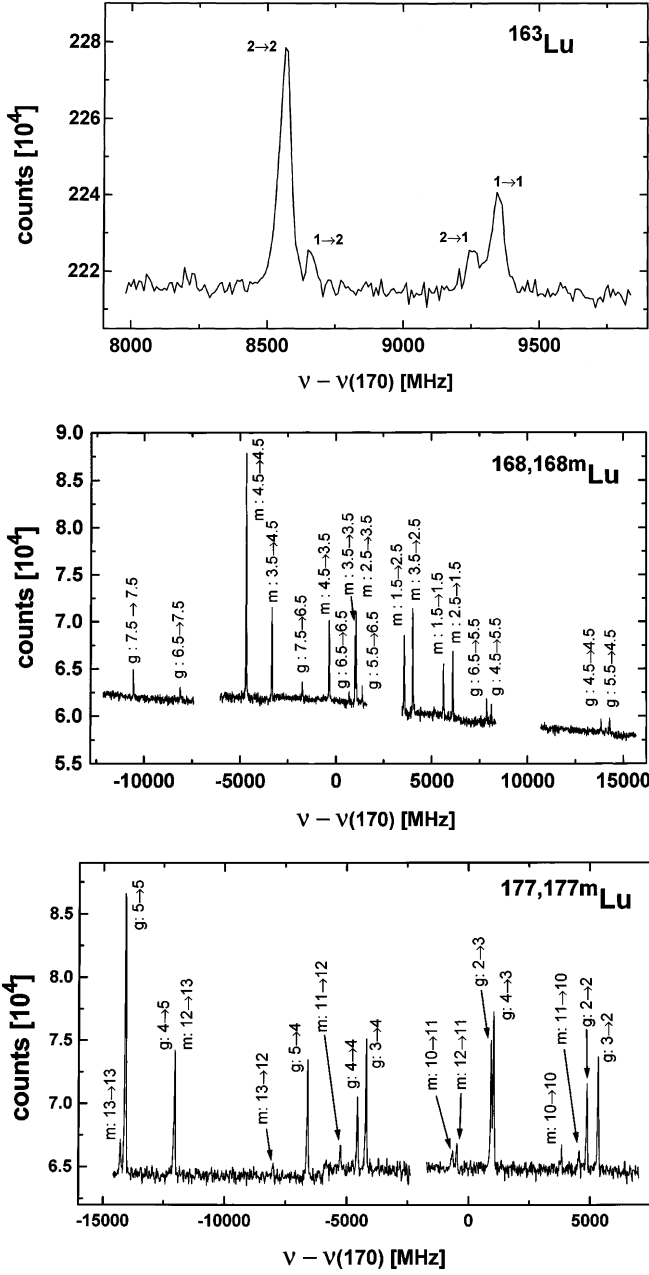 ¹⁶³Lu
counts [10⁴]
228
226
224
222
2→2
1→2
2→1
1→1
8000 8500 9000 9500
ν – ν(170) [MHz]
¹⁶⁸,¹⁶⁸ᵐLu
counts [10⁴]
9.0
8.5
8.0
7.5
7.0
6.5
6.0
5.5
g : 7.5→7.5
g : 6.5→7.5
m : 4.5→4.5
m : 3.5→4.5
g : 7.5→6.5
m : 4.5→3.5
g : 6.5→6.5
m : 3.5→3.5
m : 2.5→3.5
g : 5.5→6.5
m : 1.5→2.5
m : 3.5→2.5
m : 1.5→1.5
m : 2.5→1.5
g : 6.5→5.5
g : 4.5→5.5
g : 4.5→4.5
g : 5.5→4.5
-10000 -5000 0 5000 10000 15000
ν – ν(170) [MHz]
¹⁷⁷,¹⁷⁷ᵐLu
counts [10⁴]
8.5
8.0
7.5
7.0
6.5
m: 13→13
g: 5→5
g: 4→5
m: 12→13
m: 13→12
g: 5→4
m: 11→12
g: 4→4
g: 3→4
m: 10→11
m: 12→11
g: 2→3
g: 4→3
m: 10→10
m: 11→10
g: 2→2
g: 3→2
-15000 -10000 -5000 0 5000
ν – ν(170) [MHz]